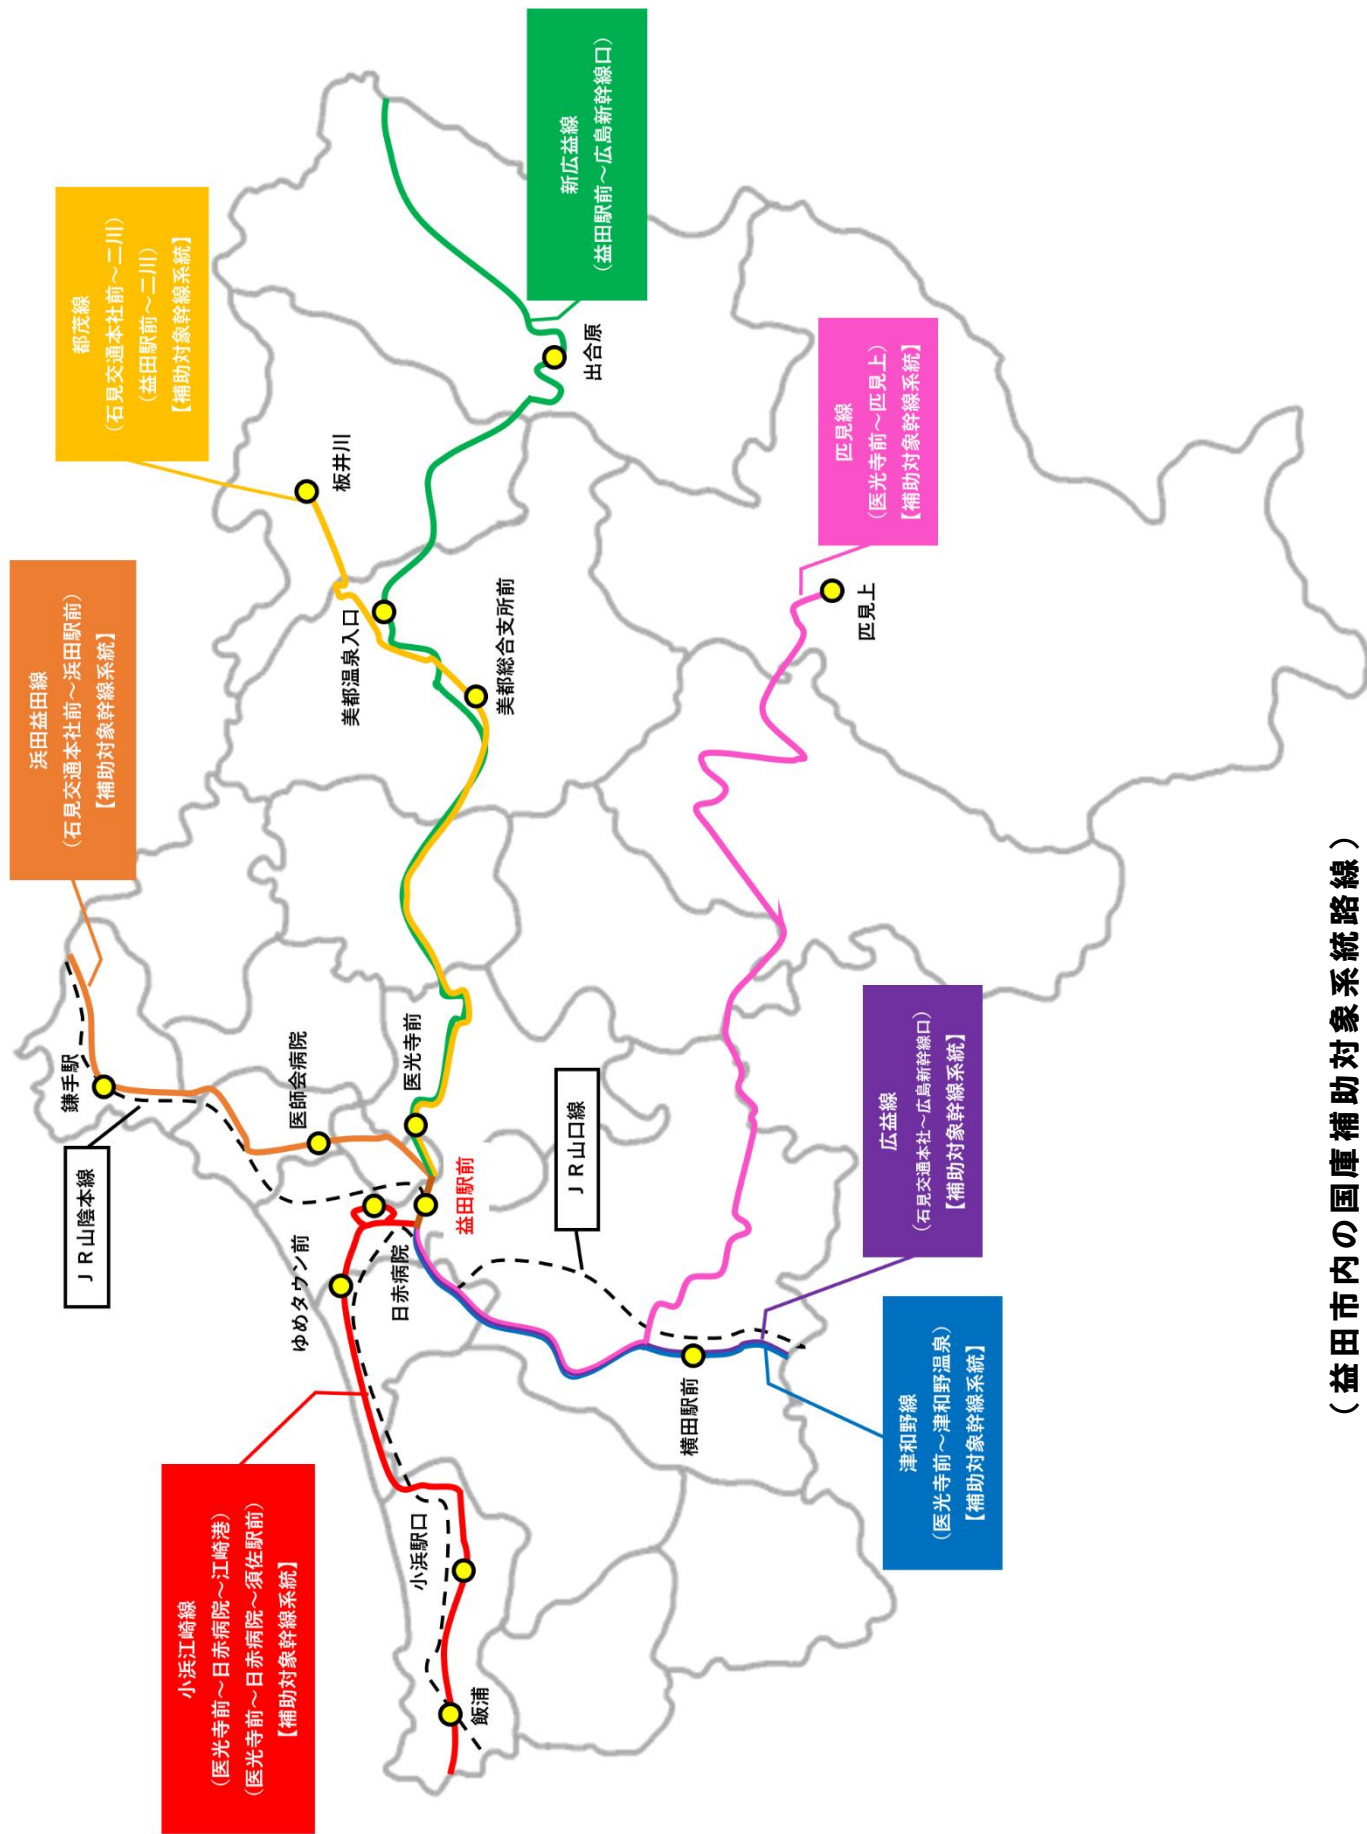 小浜江崎線
（医光寺前～日赤病院～江崎港）
（医光寺前～日赤病院～須佐駅前）
【補助対象幹線系統】
浜田益田線
（石見交通本社前～浜田駅前）
【補助対象幹線系統】
都茂線
（石見交通本社前～二川）
（益田駅前～二川）
【補助対象幹線系統】
新広益線
（益田駅前～広島新幹線口）
匹見線
（医光寺前～匹見上）
【補助対象幹線系統】
広益線
（石見交通本社～広島新幹線口）
【補助対象幹線系統】
津和野線
（医光寺前～津和野温泉）
【補助対象幹線系統】
ＪＲ山陰本線
ＪＲ山口線
鎌手駅
医師会病院
医光寺前
益田駅前
日赤病院
ゆめタウン前
小浜駅口
飯浦
横田駅前
美都温泉入口
美都総合支所前
板井川
出合原
匹見上
（益田市内の国庫補助対象系統路線）